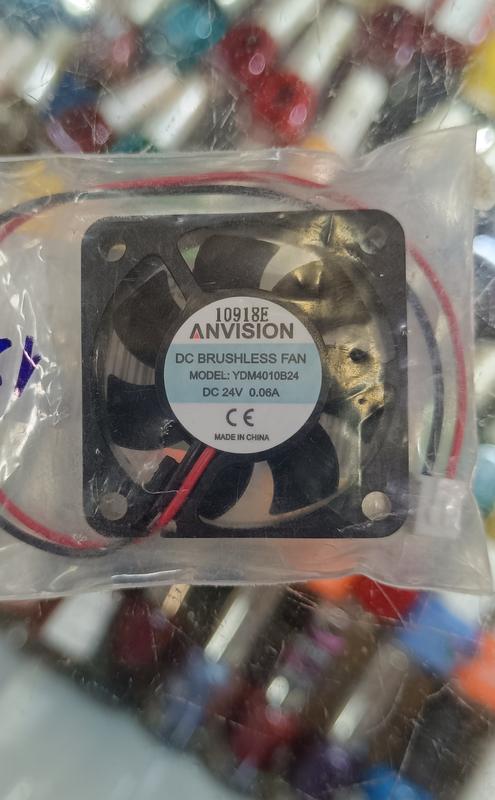 10918E
ANVISION
DC BRUSHLESS FAN
MODEL: YDM4010B24
DC 24V 0.06A
CE
MADE IN CHINA